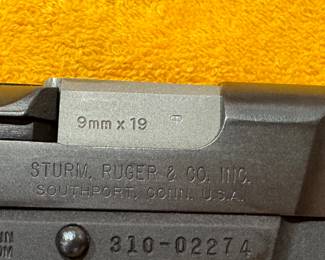 9mm x 19
STURM, RUGER & CO. INC.
SOUTHPORT, CONN. U.S.A.
310-02274